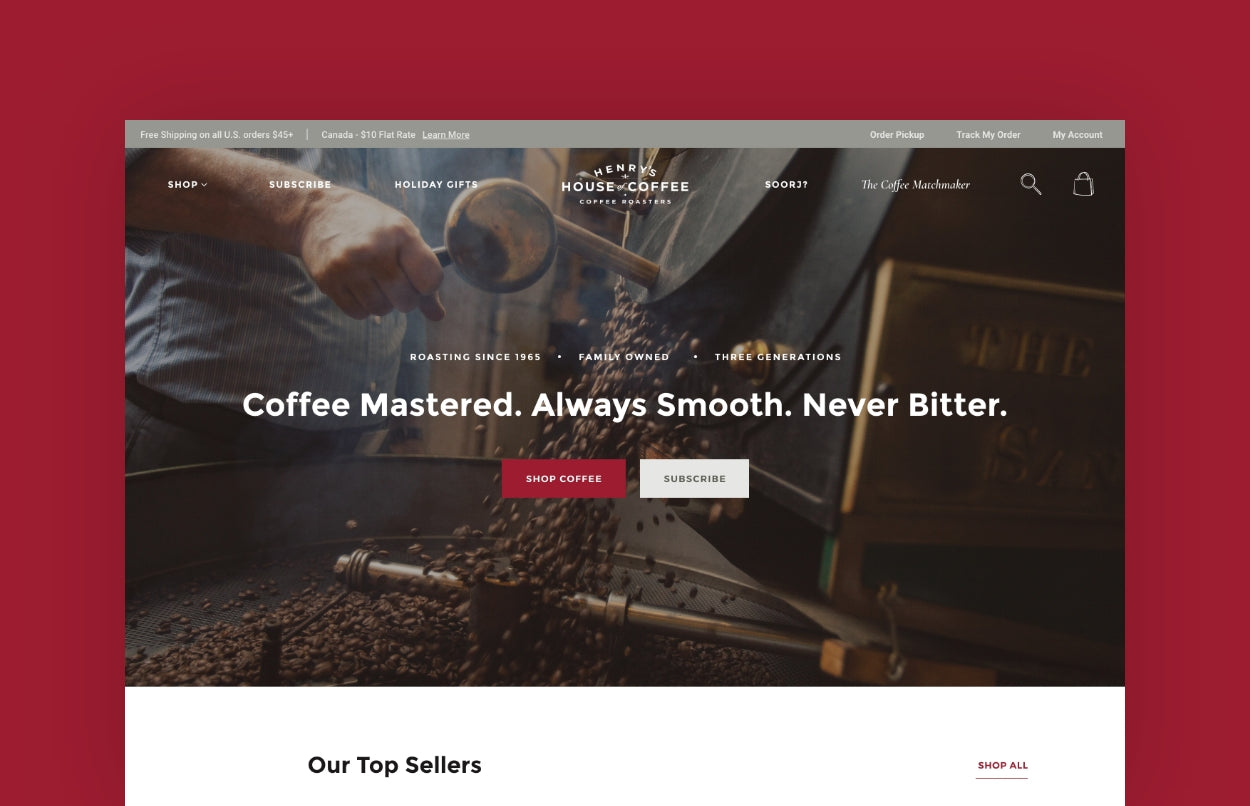 Free Shipping on all U.S. orders $45+ | Canada - $10 Flat Rate Learn More
Order Pickup Track My Order My Account
SHOP SUBSCRIBE HOLIDAY GIFTS
HENRY'S
HOUSE of COFFEE
COFFEE ROASTERS
SOORJ? The Coffee Matchmaker
THE
SAN
ROASTING SINCE 1965 • FAMILY OWNED • THREE GENERATIONS
Coffee Mastered. Always Smooth. Never Bitter.
SHOP COFFEE SUBSCRIBE
Our Top Sellers
SHOP ALL